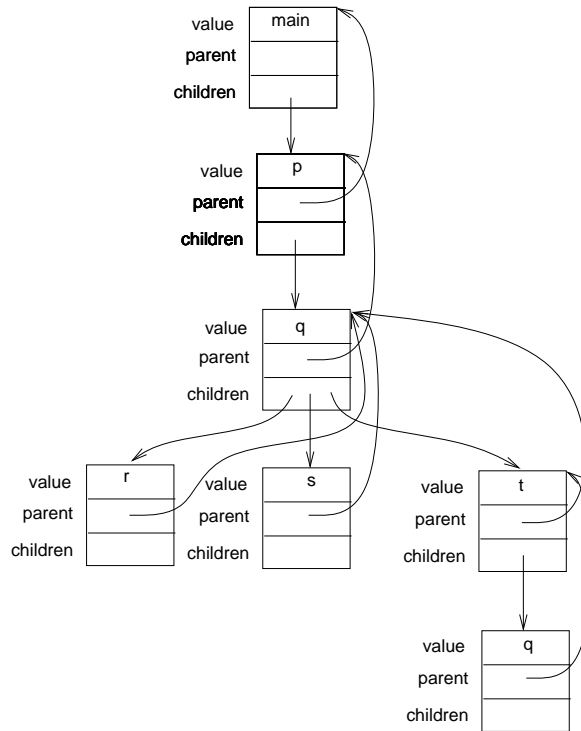 value main
parent
children
value p
parent
children
value q
parent
children
value r value s value t
parent parent parent
children children children
value q
parent
children